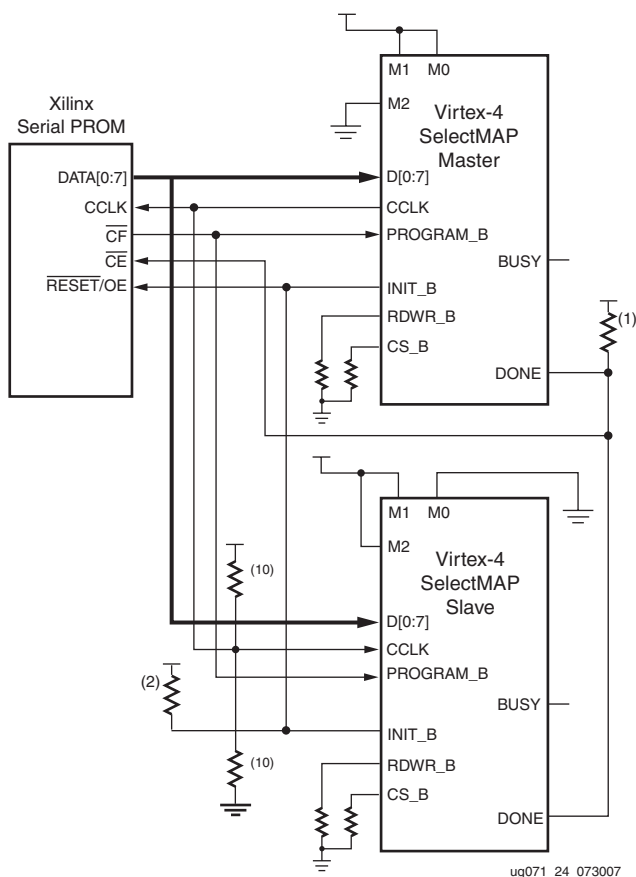 M1 M0
M2
Virtex-4
SelectMAP
Master
Xilinx
Serial PROM
DATA[0:7]
CCLK
CF
CE
RESET/OE
D[0:7]
CCLK
PROGRAM_B
BUSY
INIT_B
RDWR_B
CS_B
(1)
DONE
M1 M0
M2
Virtex-4
SelectMAP
Slave
(10)
D[0:7]
CCLK
PROGRAM_B
(2)
BUSY
INIT_B
(10)
RDWR_B
CS_B
DONE
ug071_24_073007